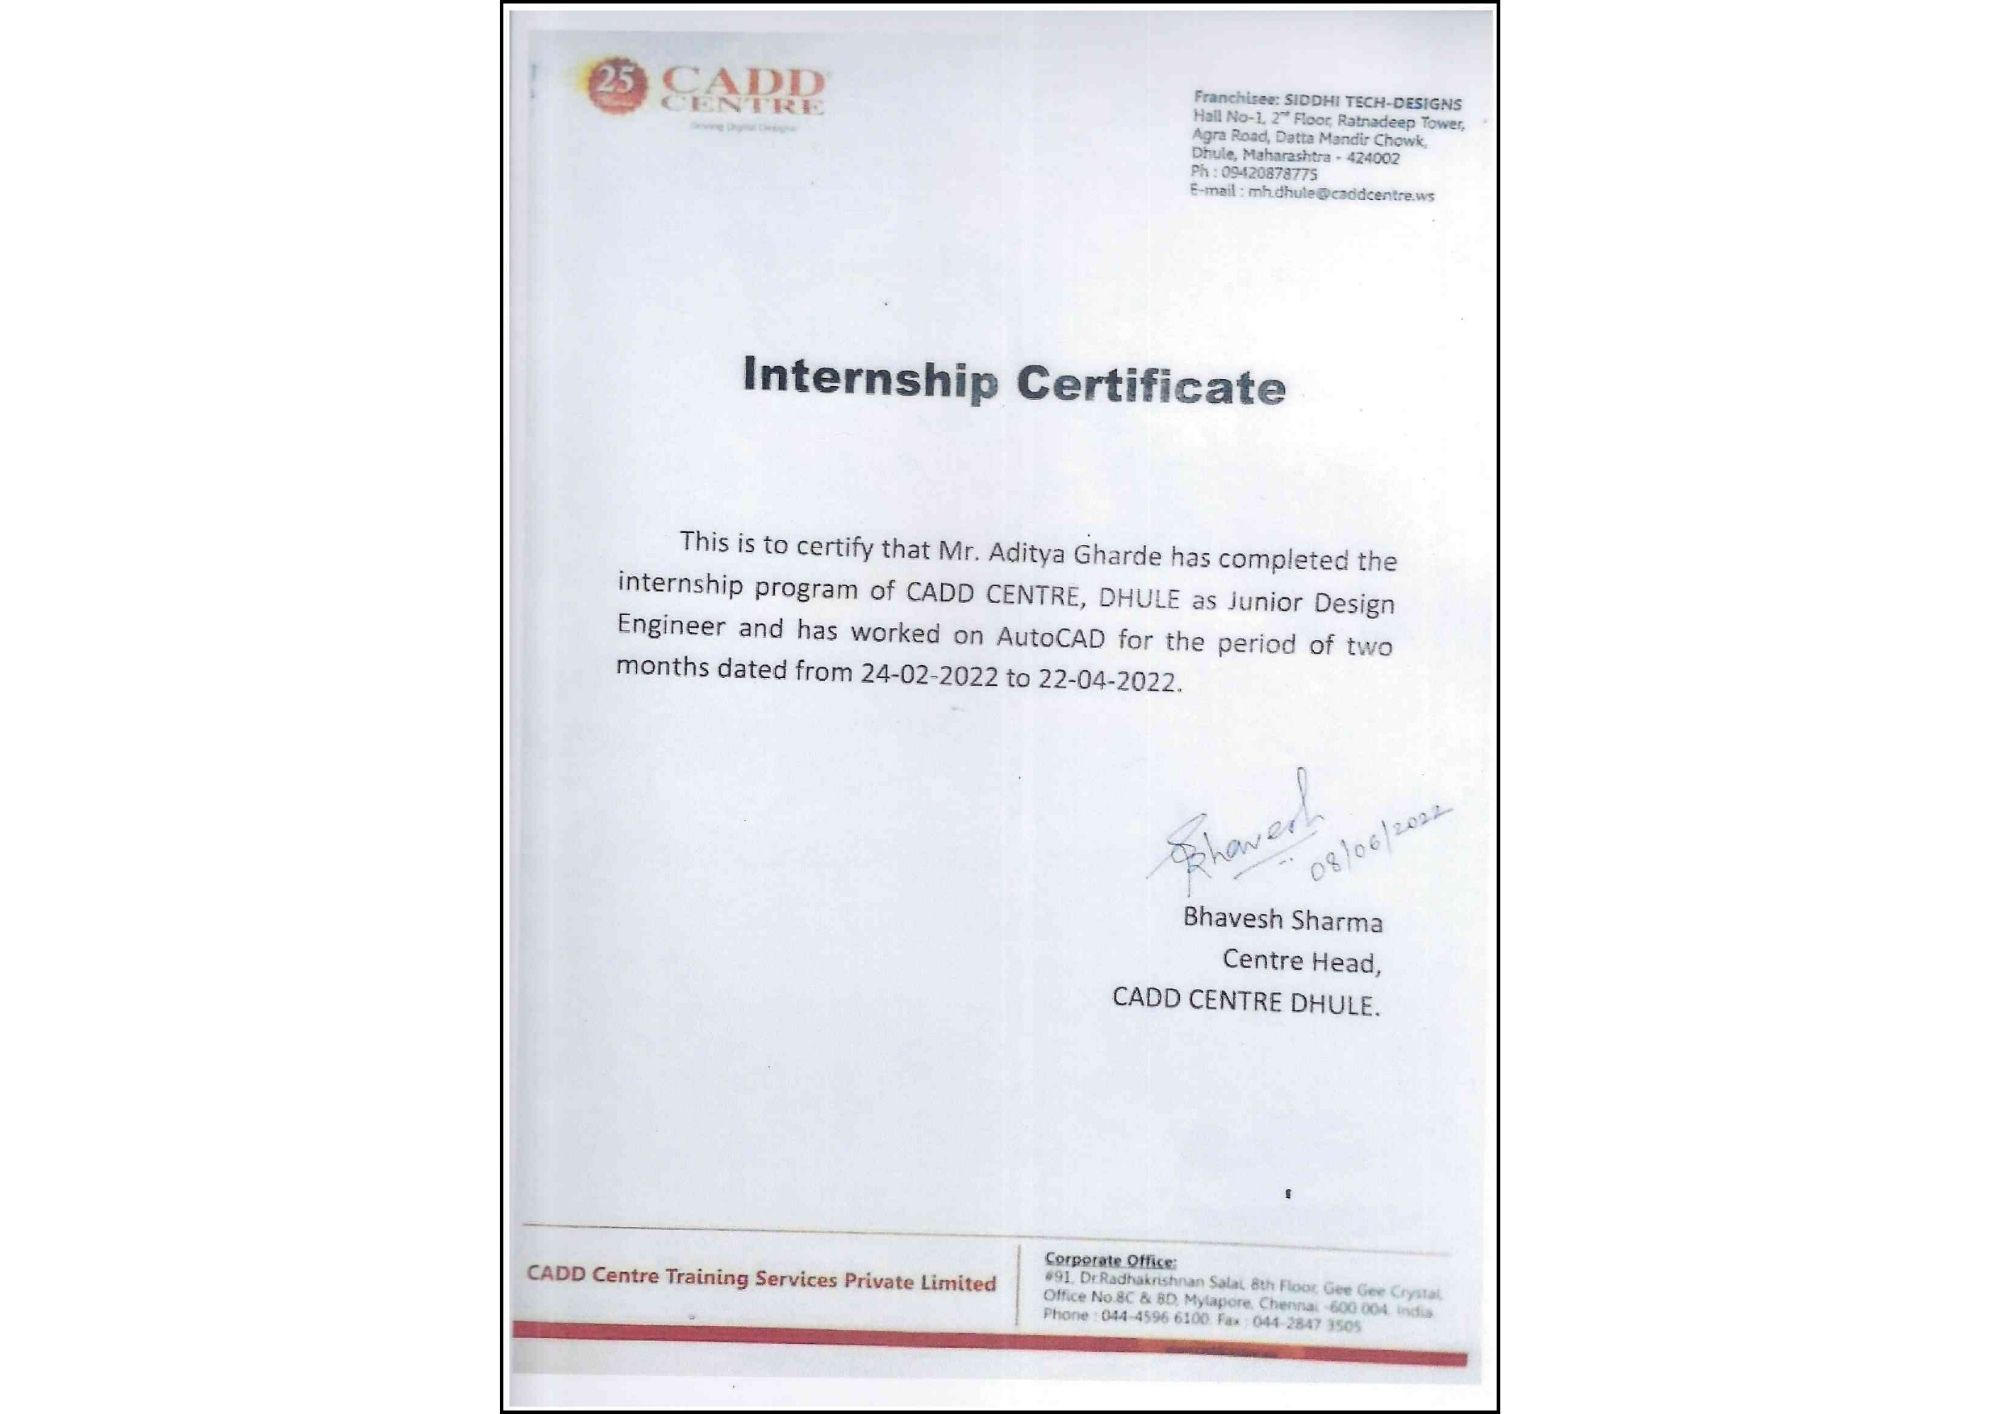 25
CADD
CENTRE
Franchisee: SIDDHI TECH-DESIGNS
Hall No-1, 2nd Floor, Ratnadeep Tower,
Agra Road, Datta Mandir Chowk,
Dhule, Maharashtra - 424002
Ph : 09420878775
E-mail : mh.dhule@caddcentre.ws
Internship Certificate
This is to certify that Mr. Aditya Gharde has completed the
internship program of CADD CENTRE, DHULE as Junior Design
Engineer and has worked on AutoCAD for the period of two
months dated from 24-02-2022 to 22-04-2022.
Bhavesh
08/06/2022
Bhavesh Sharma
Centre Head,
CADD CENTRE DHULE.
CADD Centre Training Services Private Limited
Corporate Office:
#91, Dr.Radhakrishnan Salai, 8th Floor, Gee Gee Crystal,
Office No.8C & 8D, Mylapore, Chennai -600 004. India
Phone : 044-4596 6100 Fax : 044-2847 3505